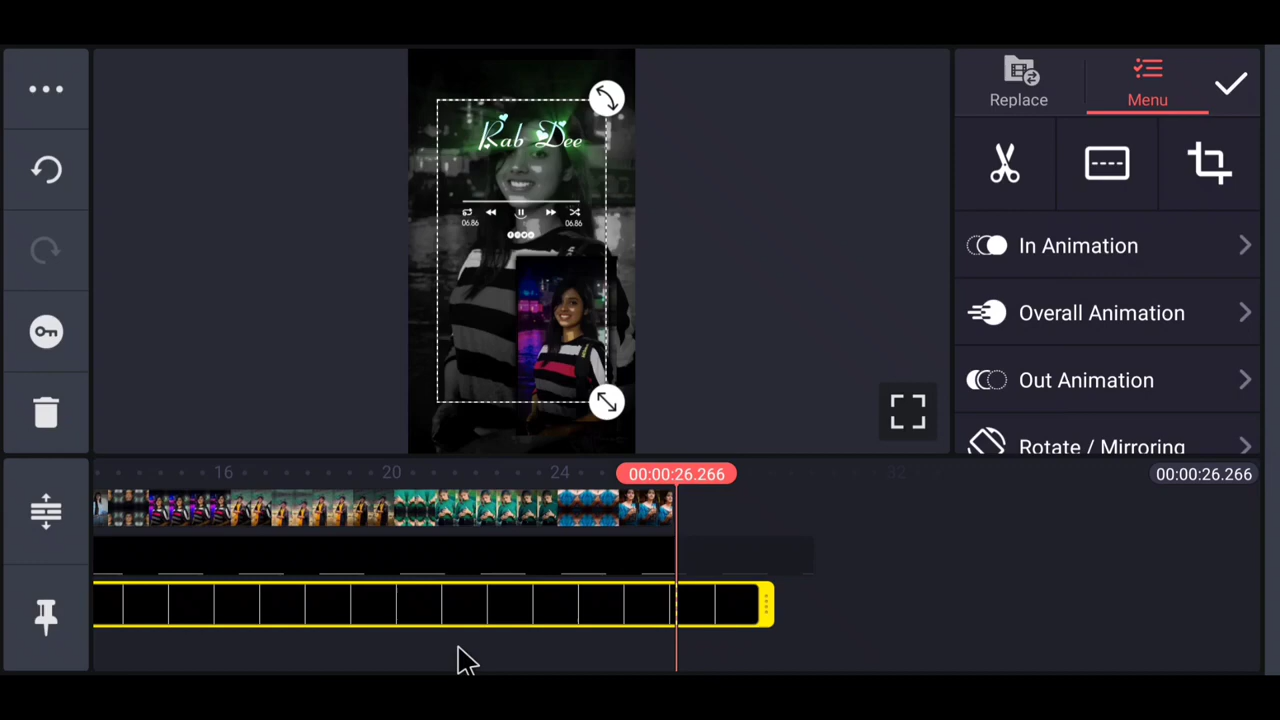 Replace
Menu
Rab Dee
06.86
06.86
In Animation
Overall Animation
Out Animation
Rotate / Mirroring
16
20
24
00:00:26.266
32
00:00:26.266